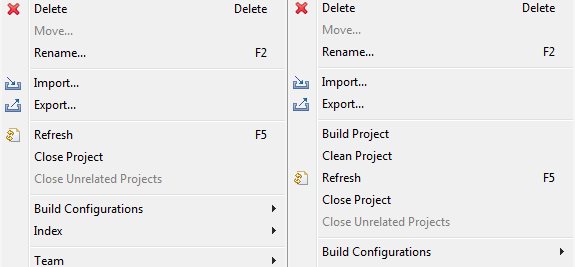 Delete Delete
Move...
Rename... F2
Import...
Export...
Refresh F5
Close Project
Close Unrelated Projects
Build Configurations
Index
Team
Delete Delete
Move...
Rename... F2
Import...
Export...
Build Project
Clean Project
Refresh F5
Close Project
Close Unrelated Projects
Build Configurations